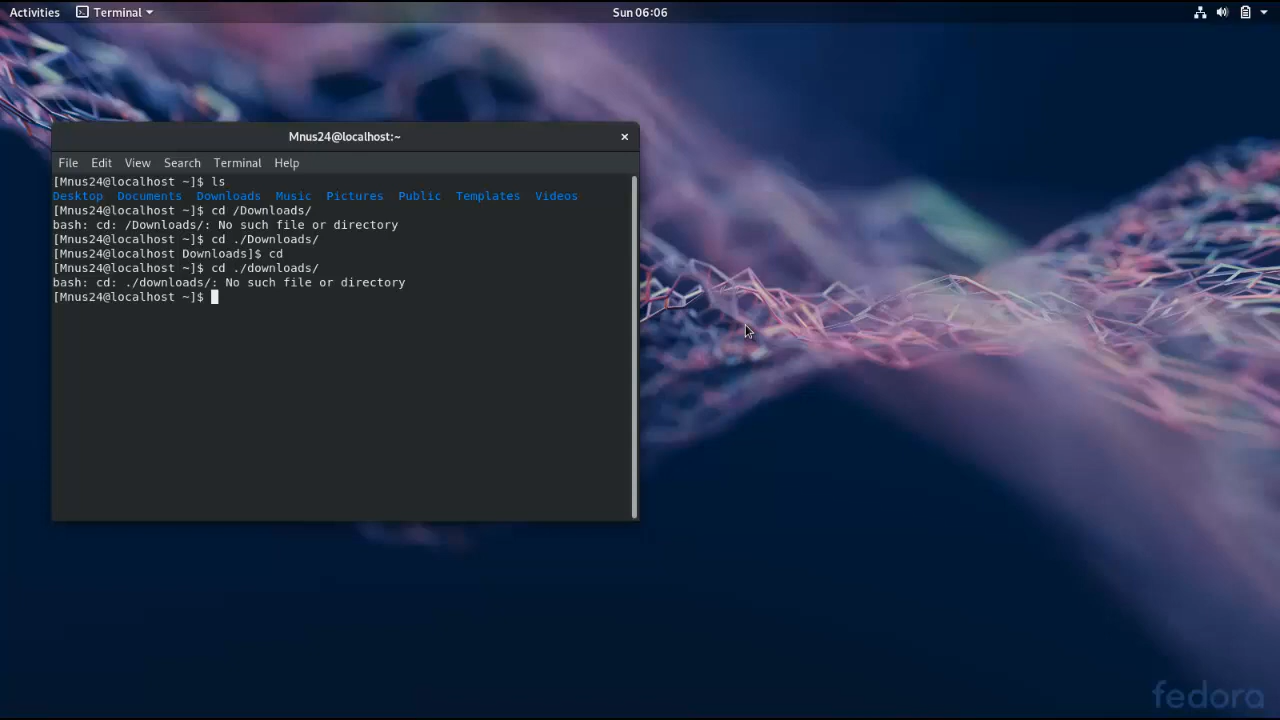 Activities Terminal Sun 06:06
Mnus24@localhost:~
File Edit View Search Terminal Help
[Mnus24@localhost ~]$ ls
Desktop Documents Downloads Music Pictures Public Templates Videos
[Mnus24@localhost ~]$ cd /Downloads/
bash: cd: /Downloads/: No such file or directory
[Mnus24@localhost ~]$ cd ./Downloads/
[Mnus24@localhost Downloads]$ cd
[Mnus24@localhost ~]$ cd ./downloads/
bash: cd: ./downloads/: No such file or directory
[Mnus24@localhost ~]$
fedora